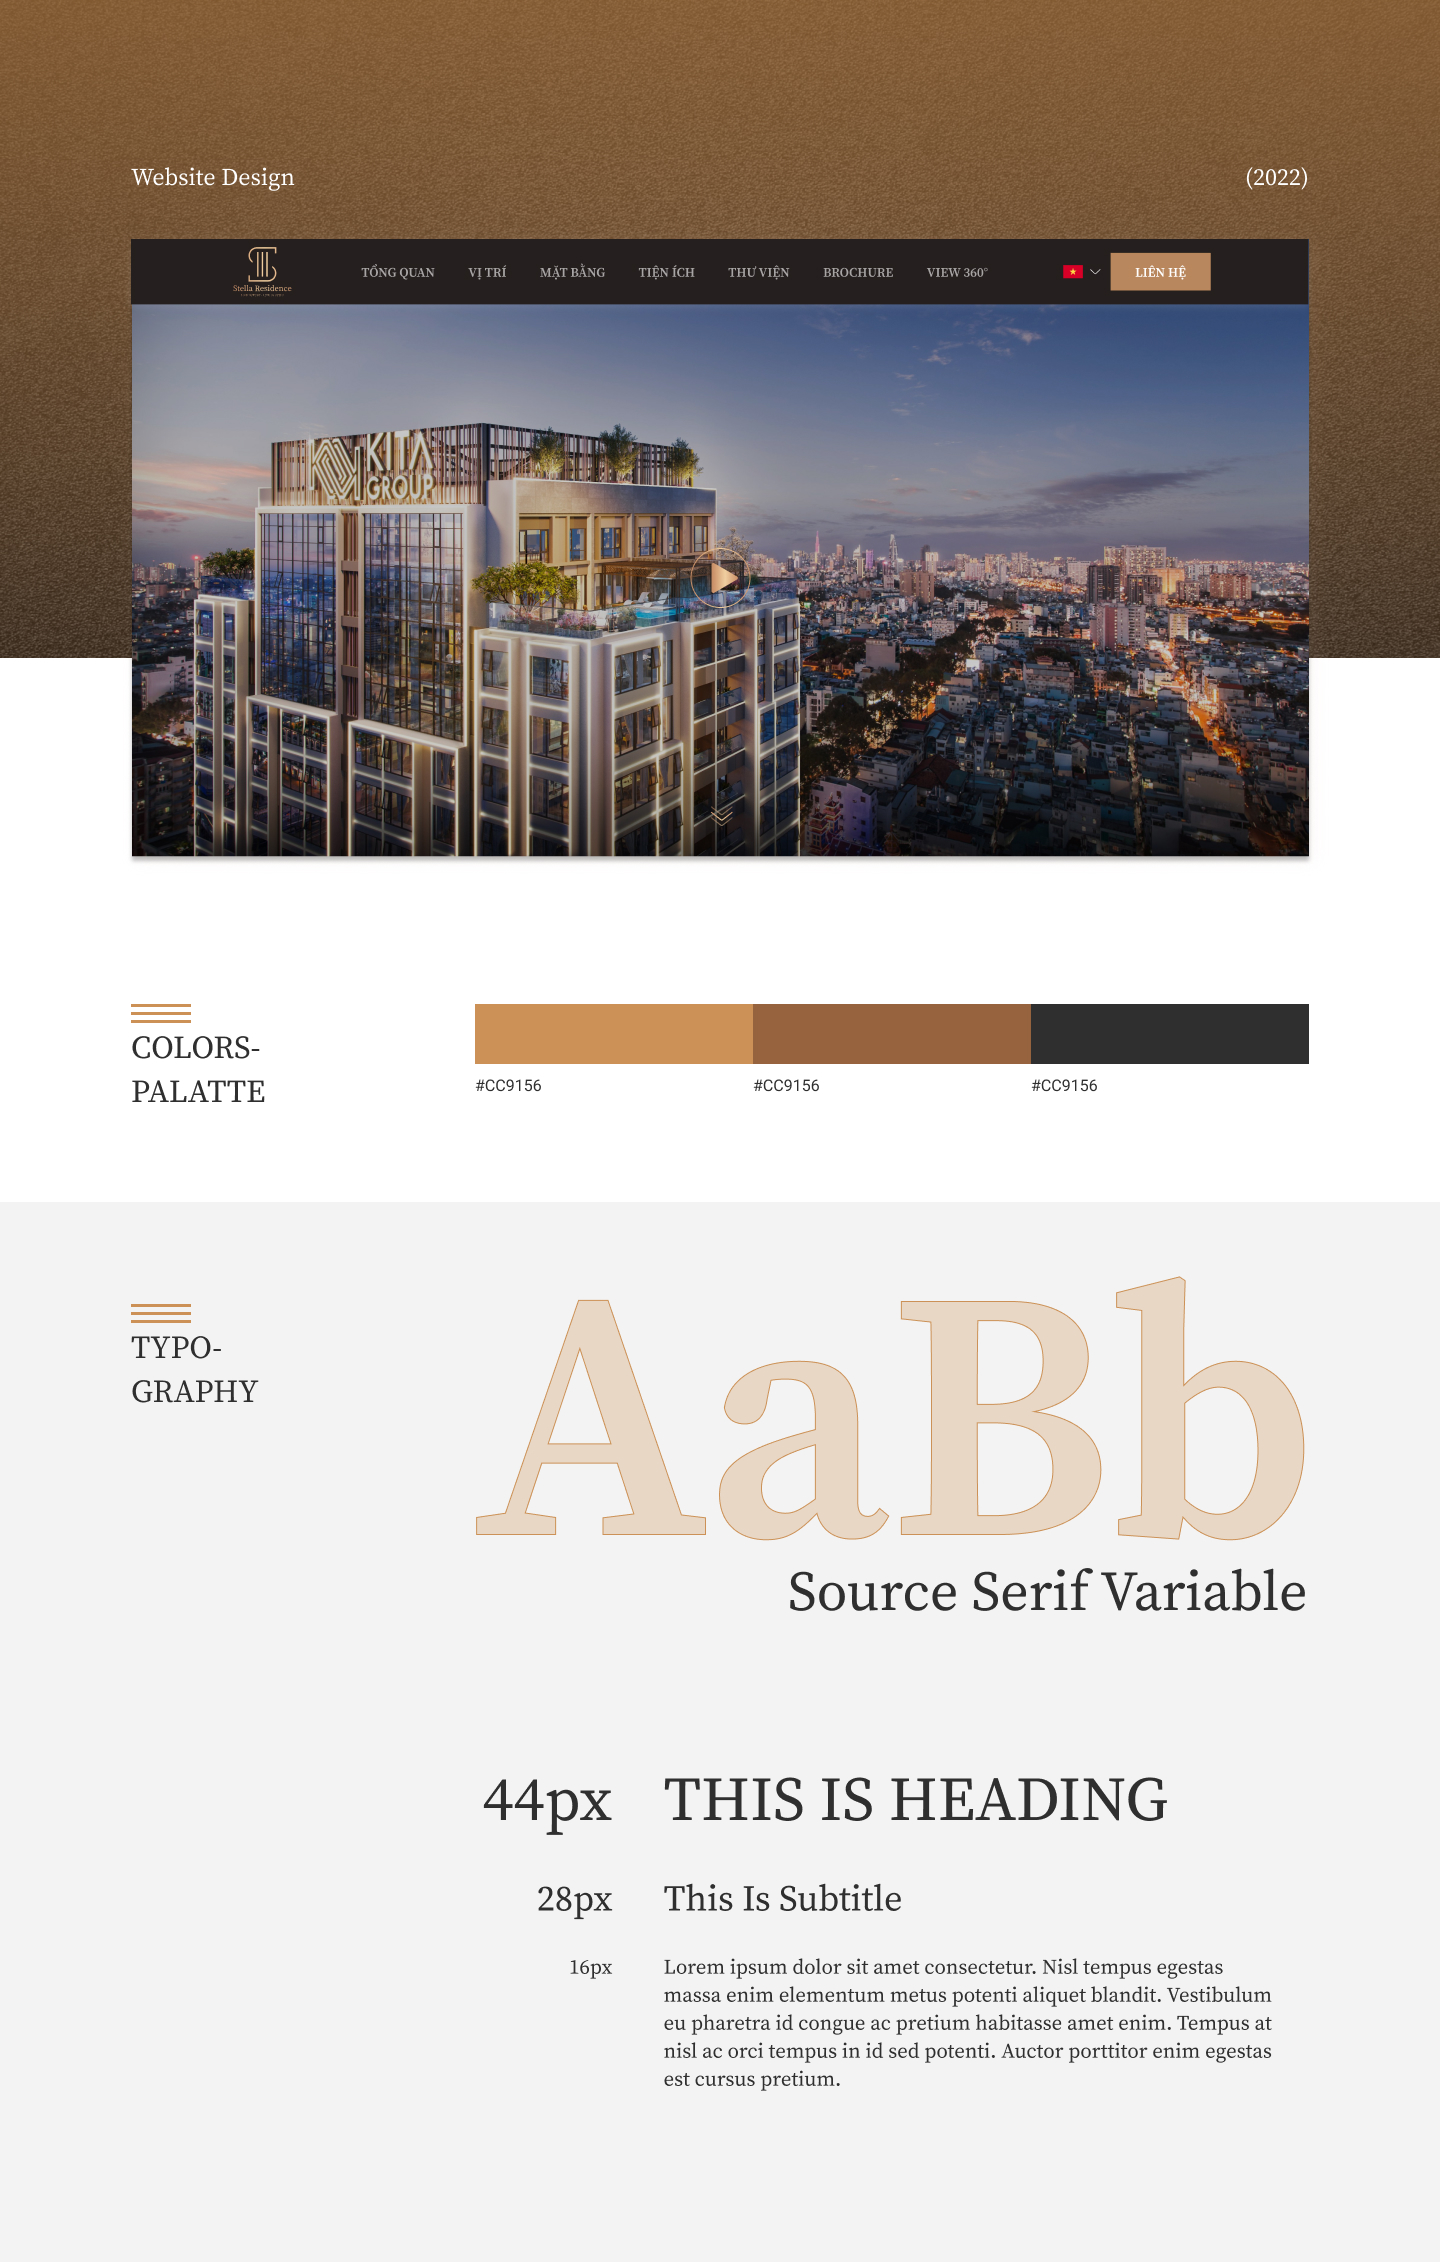 Website Design
(2022)
Stella Residence
TỔNG QUAN
VỊ TRÍ
MẶT BẰNG
TIỆN ÍCH
THƯ VIỆN
BROCHURE
VIEW 360°
LIÊN HỆ
KITA
GROUP
COLORS-
PALATTE
#CC9156
#CC9156
#CC9156
TYPO-
GRAPHY
AaBb
Source Serif Variable
44px
THIS IS HEADING
28px
This Is Subtitle
16px
Lorem ipsum dolor sit amet consectetur. Nisl tempus egestas
massa enim elementum metus potenti aliquet blandit. Vestibulum
eu pharetra id congue ac pretium habitasse amet enim. Tempus at
nisl ac orci tempus in id sed potenti. Auctor porttitor enim egestas
est cursus pretium.